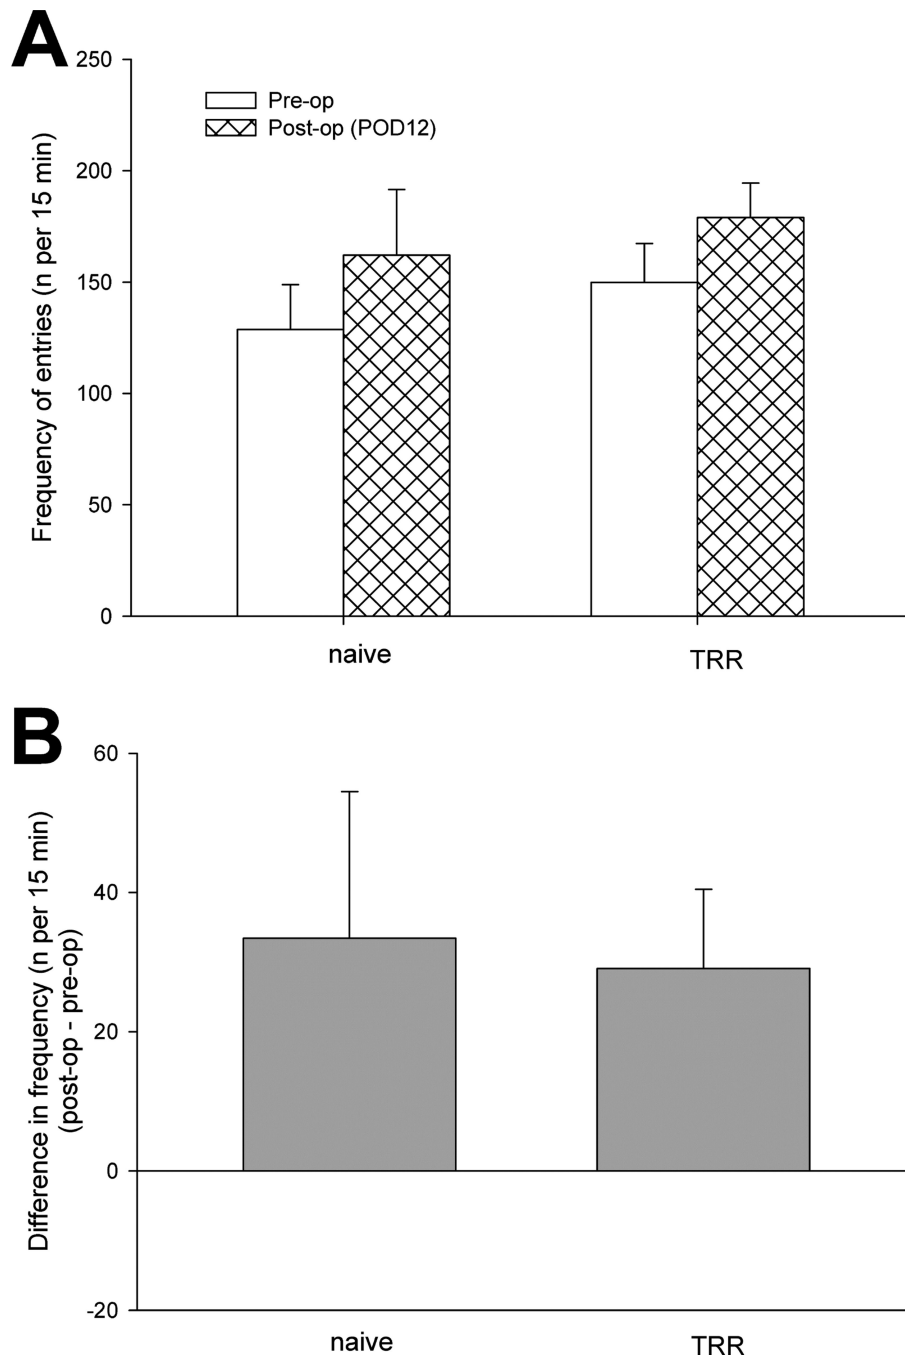 A
250
200
150
100
50
0
Frequency of entries (n per 15 min)
Pre-op
Post-op (POD12)
naive
TRR
B
60
40
20
0
-20
Difference in frequency (n per 15 min)
(post-op - pre-op)
naive
TRR